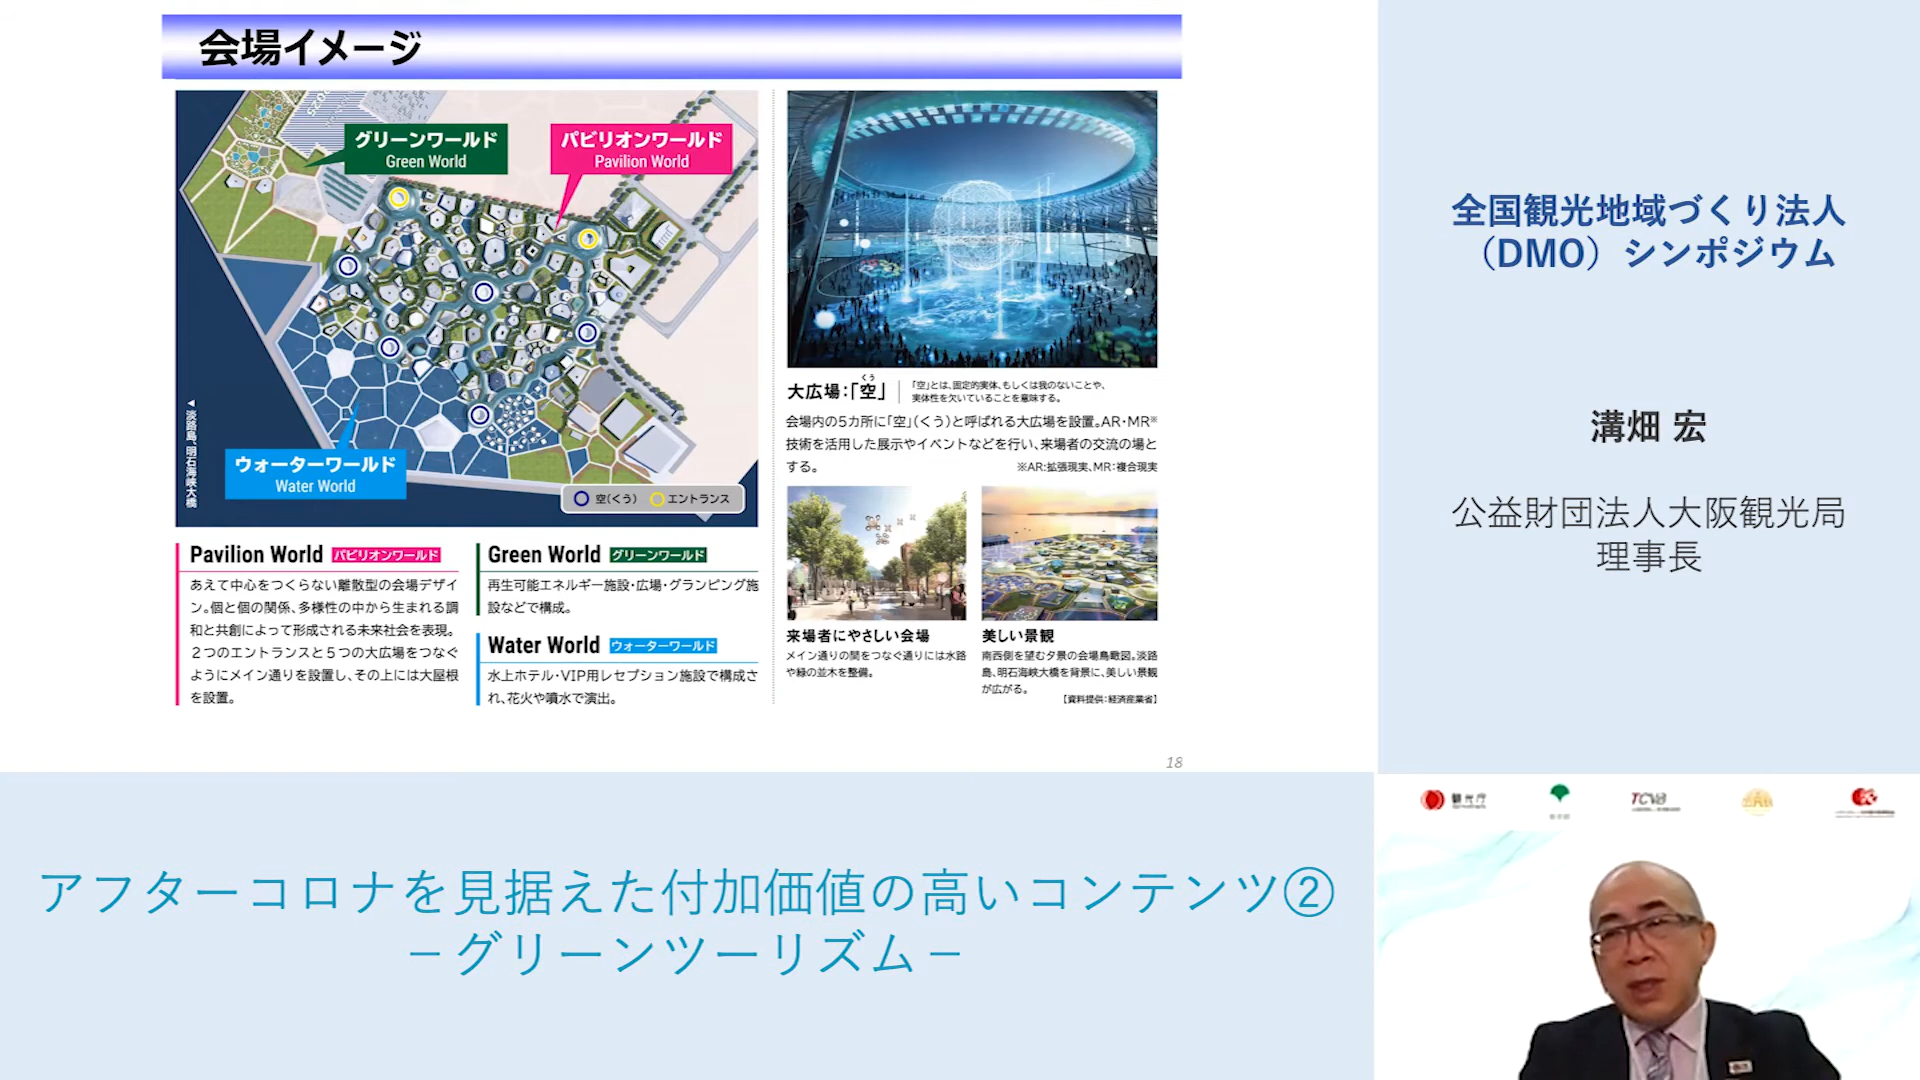 会場イメージ
グリーンワールド
Green World
パビリオンワールド
Pavilion World
◀淡路島、明石海峡大橋
ウォーターワールド
Water World
空(くう) エントランス
Pavilion World パビリオンワールド
あえて中心をつくらない離散型の会場デザイ
ン。個と個の関係、多様性の中から生まれる調
和と共創によって形成される未来社会を表現。
2つのエントランスと5つの大広場をつなぐ
ようにメイン通りを設置し、その上には大屋根
を設置。
Green World グリーンワールド
再生可能エネルギー施設・広場・グランピング施
設などで構成。
Water World ウォーターワールド
水上ホテル・VIP用レセプション施設で構成さ
れ、花火や噴水で演出。
くう
大広場:「空」
「空」とは、固定的実体、もしくは我のないことや、
実体性を欠いていることを意味する。
会場内の5カ所に「空」(くう)と呼ばれる大広場を設置。AR・MR※
技術を活用した展示やイベントなどを行い、来場者の交流の場と
する。
※AR:拡張現実、MR:複合現実
来場者にやさしい会場
メイン通りの間をつなぐ通りには水路
や緑の並木を整備。
美しい景観
南西側を望む夕景の会場鳥瞰図。淡路
島、明石海峡大橋を背景に、美しい景観
が広がる。
【資料提供:経済産業省】
18
全国観光地域づくり法人
（DMO）シンポジウム
溝畑 宏
公益財団法人大阪観光局
理事長
観光庁
TCVB
アフターコロナを見据えた付加価値の高いコンテンツ②
－グリーンツーリズム－